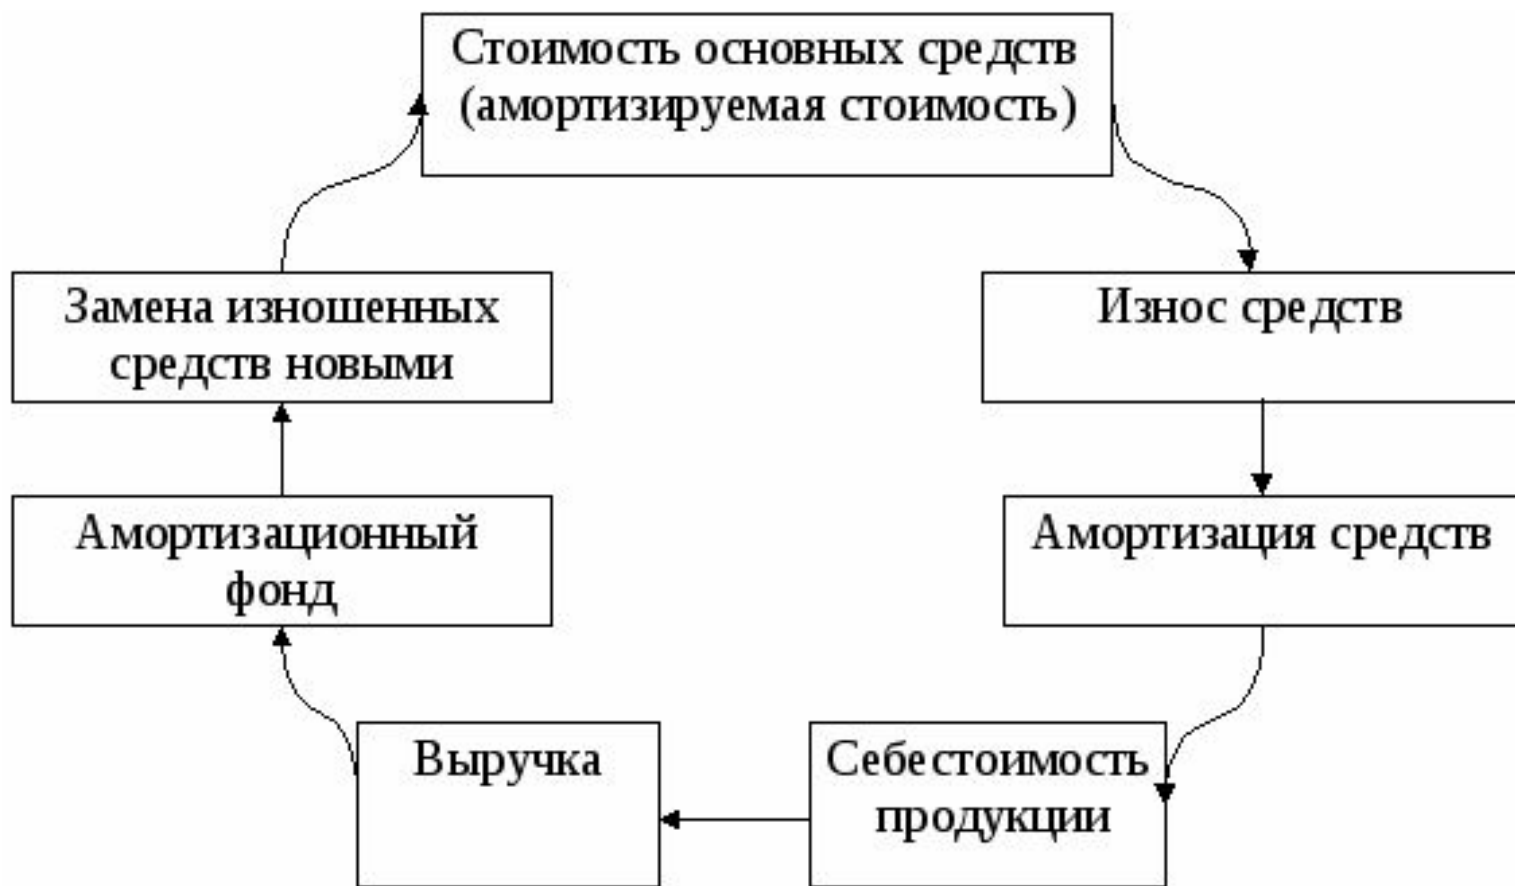 Стоимость основных средств
(амортизируемая стоимость)
Замена изношенных
средств новыми
Износ средств
Амортизационный
фонд
Амортизация средств
Выручка
Себестоимость
продукции